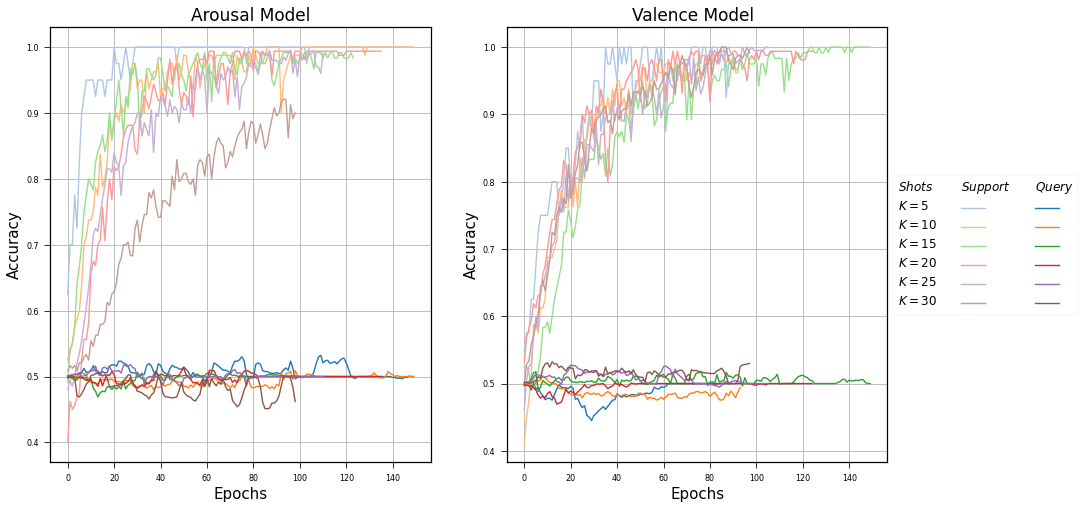 Arousal Model
Valence Model
Accuracy
1.0
0.9
0.8
0.7
0.6
0.5
0.4
0 20 40 60 80 100 120 140
Epochs
Accuracy
1.0
0.9
0.8
0.7
0.6
0.5
0.4
0 20 40 60 80 100 120 140
Epochs
Shots Support Query
K = 5
K = 10
K = 15
K = 20
K = 25
K = 30